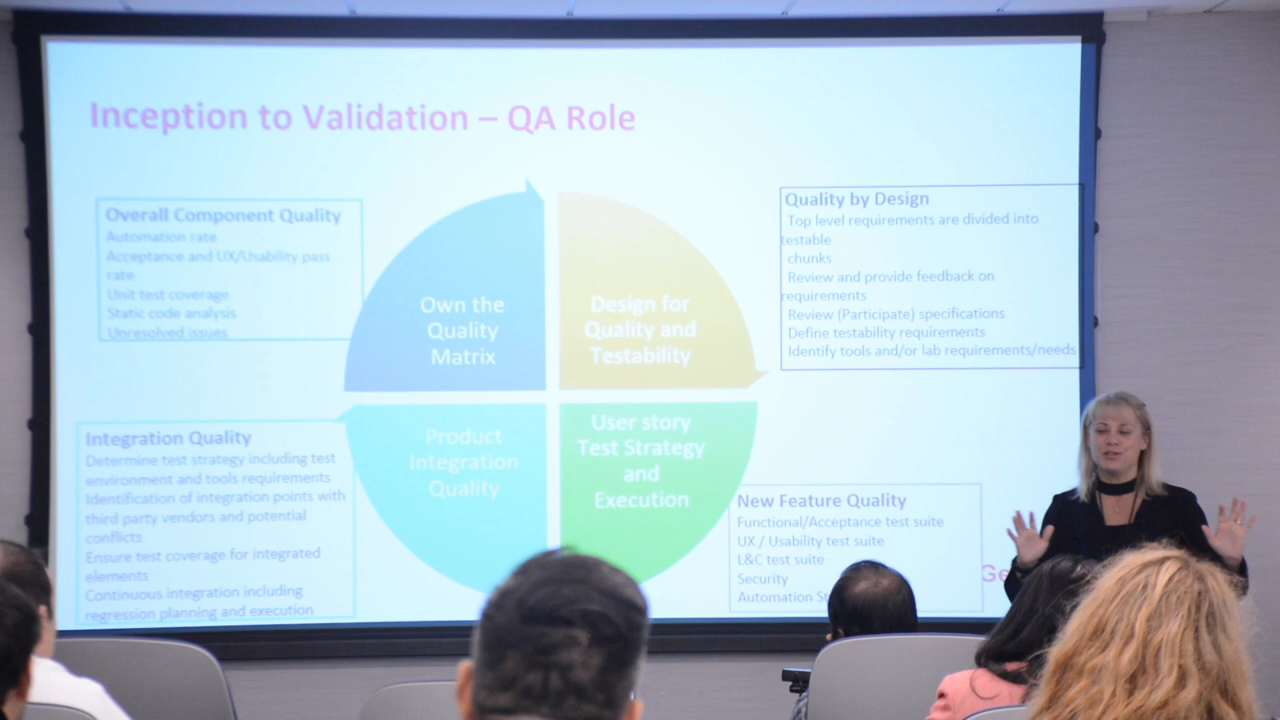 Inception to Validation – QA Role
Overall Component Quality
Automation rate
Acceptance and UX/Usability pass
rate
Unit test coverage
Static code analysis
Unresolved issues
Own the
Quality
Matrix
Design for
Quality and
Testability
Quality by Design
Top level requirements are divided into
testable
chunks
Review and provide feedback on
requirements
Review (Participate) specifications
Define testability requirements
Identify tools and/or lab requirements/needs
Integration Quality
Determine test strategy including test
environment and tools requirements
Identification of integration points with
third party vendors and potential
conflicts
Ensure test coverage for integrated
elements
Continuous integration including
regression planning and execution
Product
Integration
Quality
User story
Test Strategy
and
Execution
New Feature Quality
Functional/Acceptance test suite
UX / Usability test suite
L&C test suite
Security
Automation